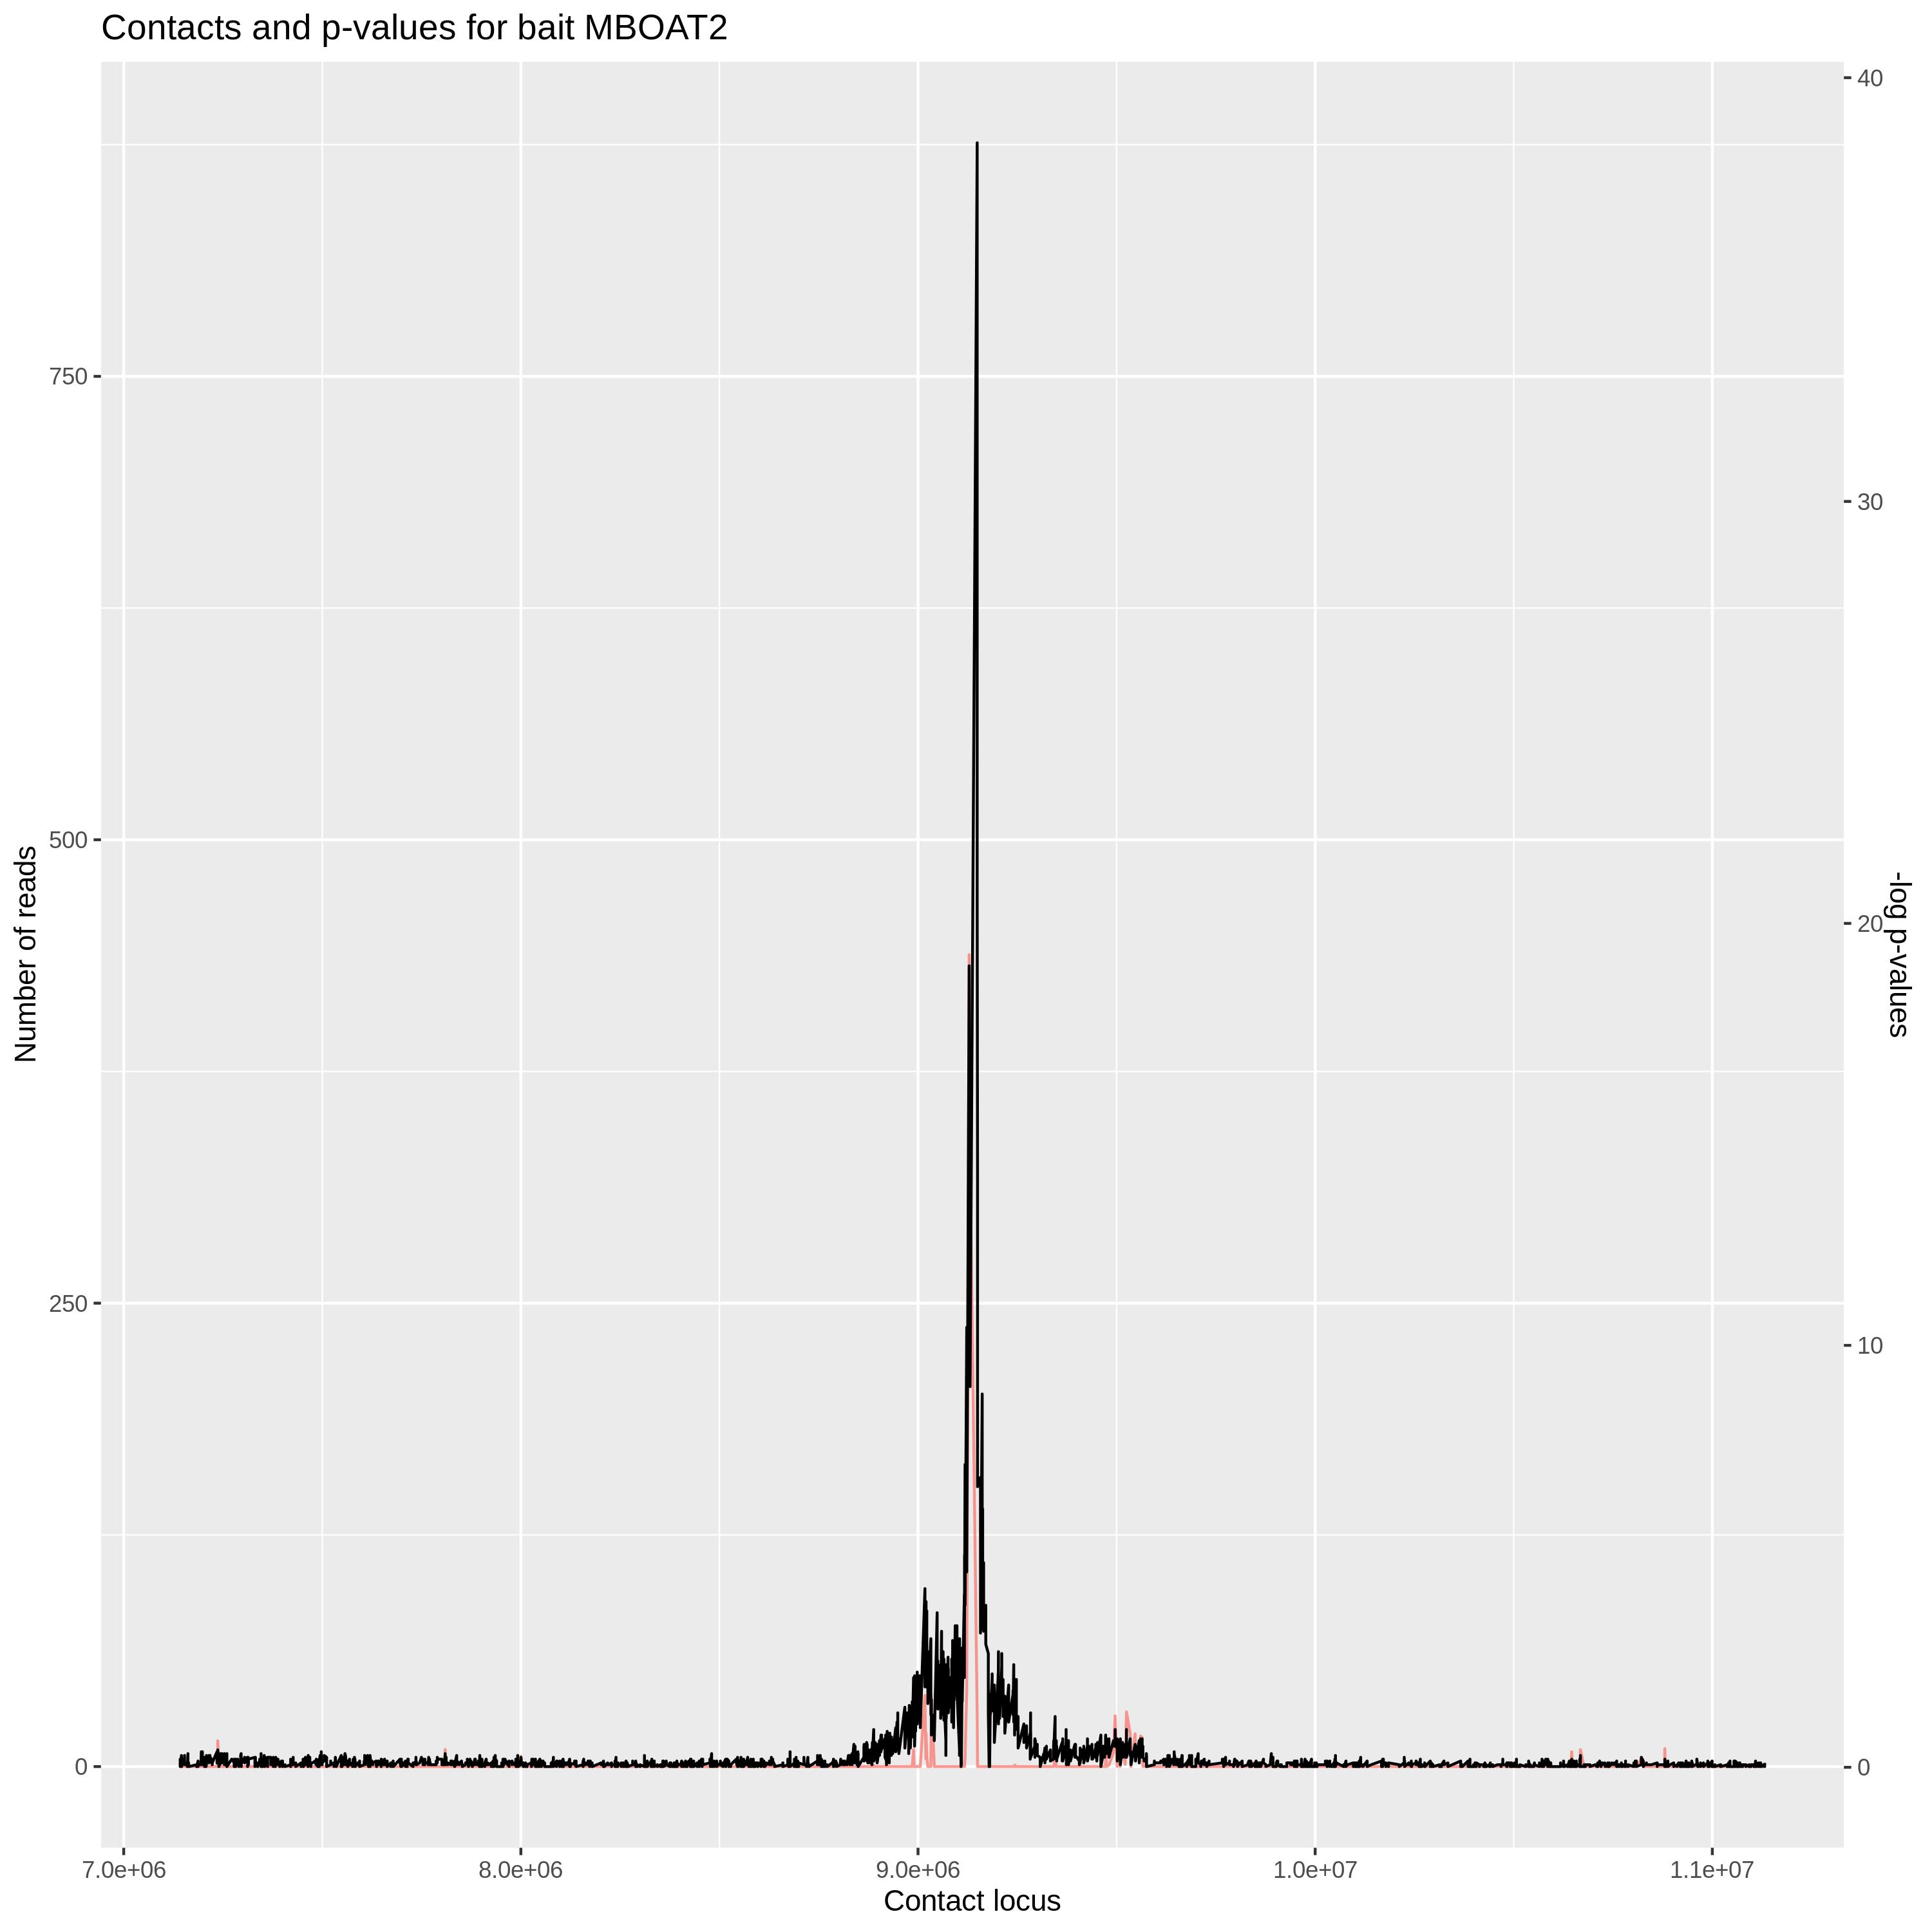 Contacts and p-values for bait MBOAT2
40
750
30
500
20
Number of reads
-log p-values
250
10
0
0
7.0e+06 8.0e+06 9.0e+06 1.0e+07 1.1e+07
Contact locus